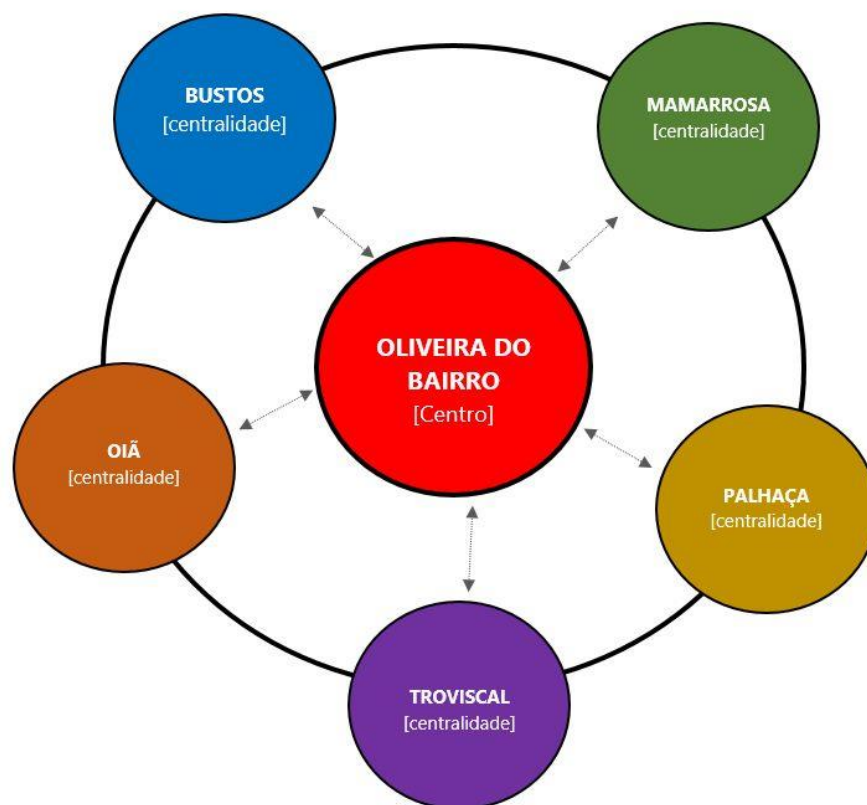 BUSTOS
[centralidade]
MAMARROSA
[centralidade]
OLIVEIRA DO
BAIRRO
[Centro]
OIÃ
[centralidade]
PALHAÇA
[centralidade]
TROVISCAL
[centralidade]